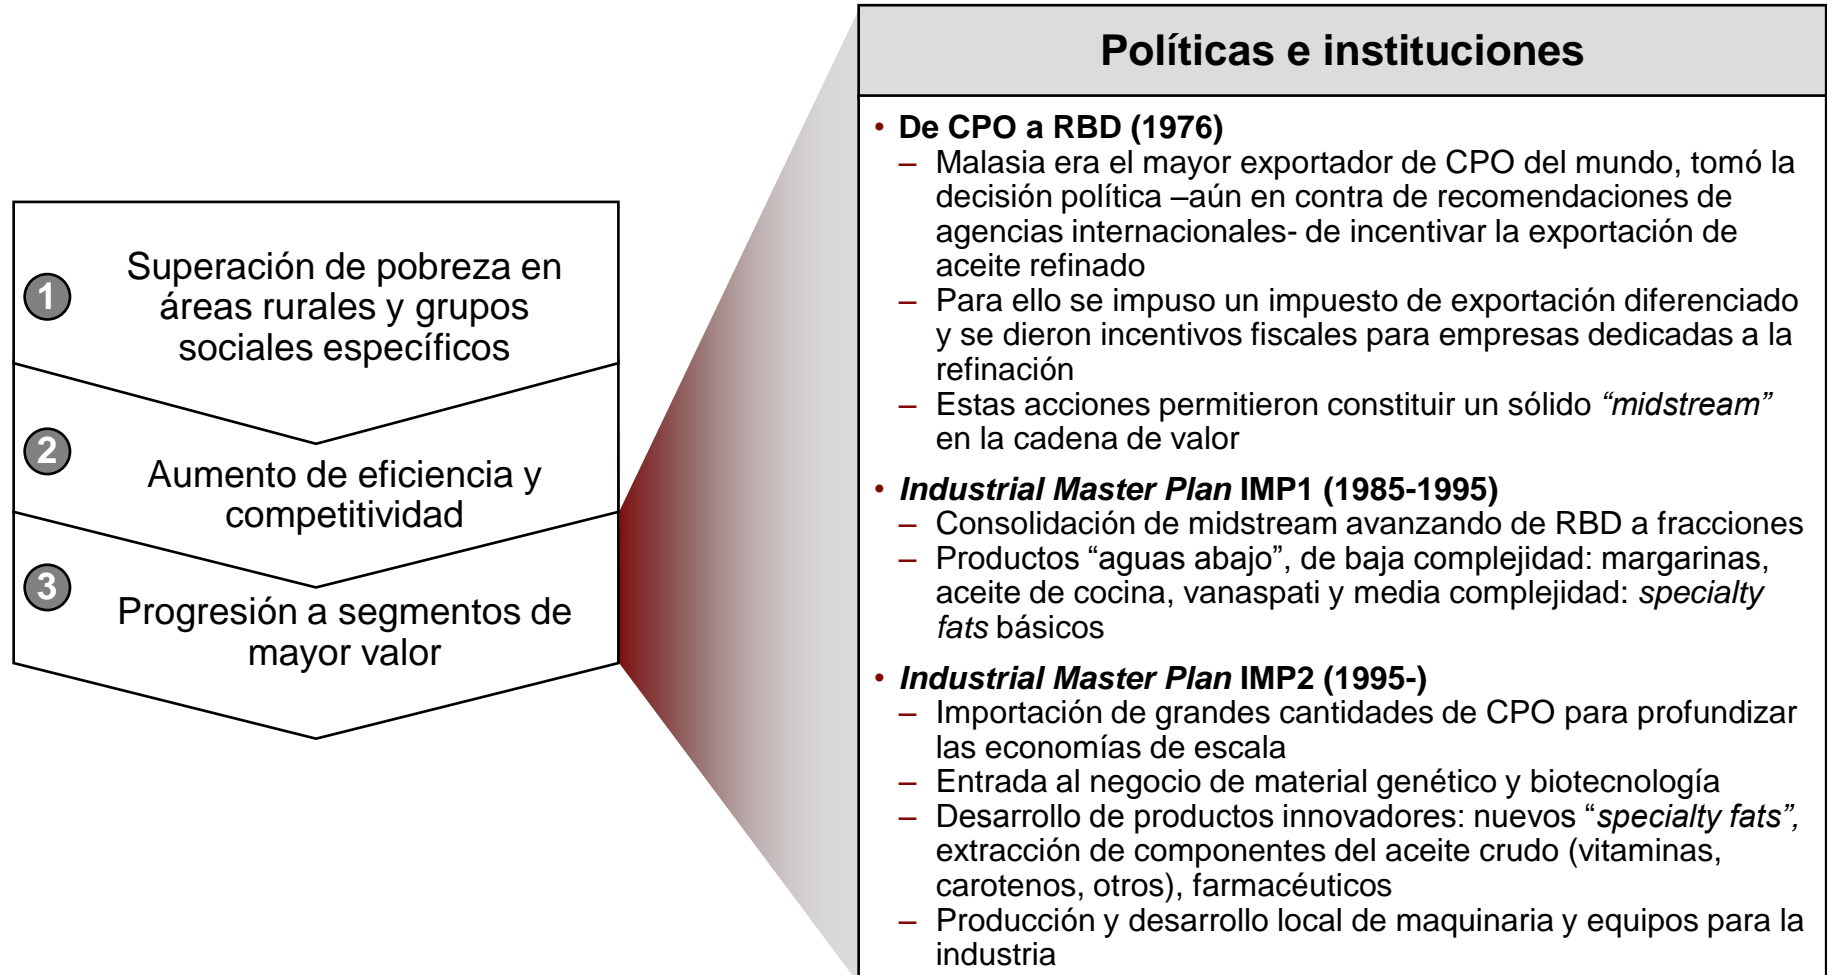 1
Superación de pobreza en
áreas rurales y grupos
sociales específicos
2
Aumento de eficiencia y
competitividad
3
Progresión a segmentos de
mayor valor
Políticas e instituciones
• De CPO a RBD (1976)
– Malasia era el mayor exportador de CPO del mundo, tomó la
decisión política –aún en contra de recomendaciones de
agencias internacionales- de incentivar la exportación de
aceite refinado
– Para ello se impuso un impuesto de exportación diferenciado
y se dieron incentivos fiscales para empresas dedicadas a la
refinación
– Estas acciones permitieron constituir un sólido “midstream”
en la cadena de valor
• Industrial Master Plan IMP1 (1985-1995)
– Consolidación de midstream avanzando de RBD a fracciones
– Productos “aguas abajo”, de baja complejidad: margarinas,
aceite de cocina, vanaspati y media complejidad: specialty
fats básicos
• Industrial Master Plan IMP2 (1995-)
– Importación de grandes cantidades de CPO para profundizar
las economías de escala
– Entrada al negocio de material genético y biotecnología
– Desarrollo de productos innovadores: nuevos “specialty fats”,
extracción de componentes del aceite crudo (vitaminas,
carotenos, otros), farmacéuticos
– Producción y desarrollo local de maquinaria y equipos para la
industria